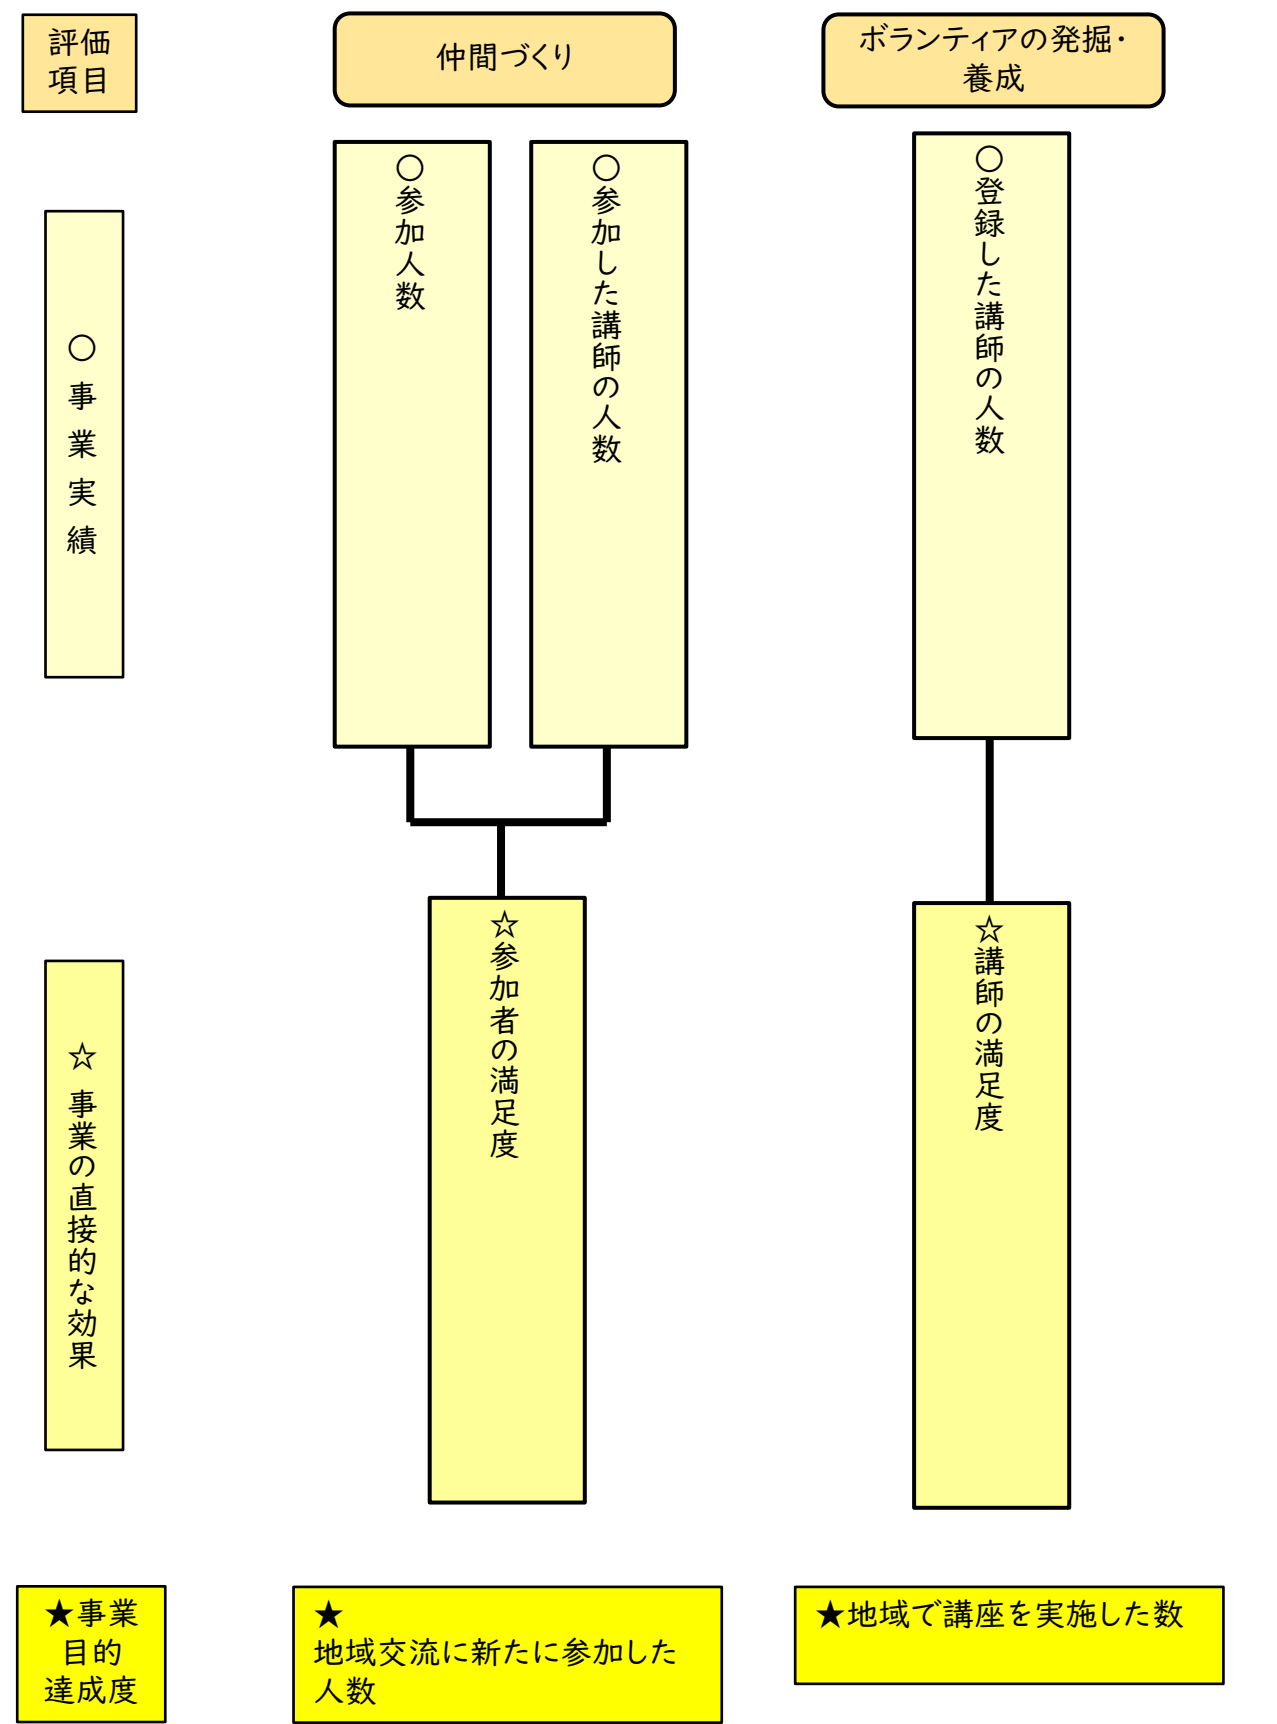 評価
項目
仲間づくり
ボランティアの発掘・
養成
○事業実績
○参加人数
○参加した講師の人数
○登録した講師の人数
☆ 事業の直接的な効果
☆参加者の満足度
☆講師の満足度
★事業
目的
達成度
★
地域交流に新たに参加した
人数
★地域で講座を実施した数